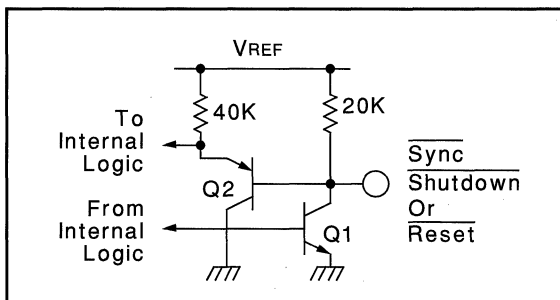 VREF
40K
20K
To
Internal
Logic
Q2
Sync
Shutdown
Or
Reset
From
Internal
Logic
Q1